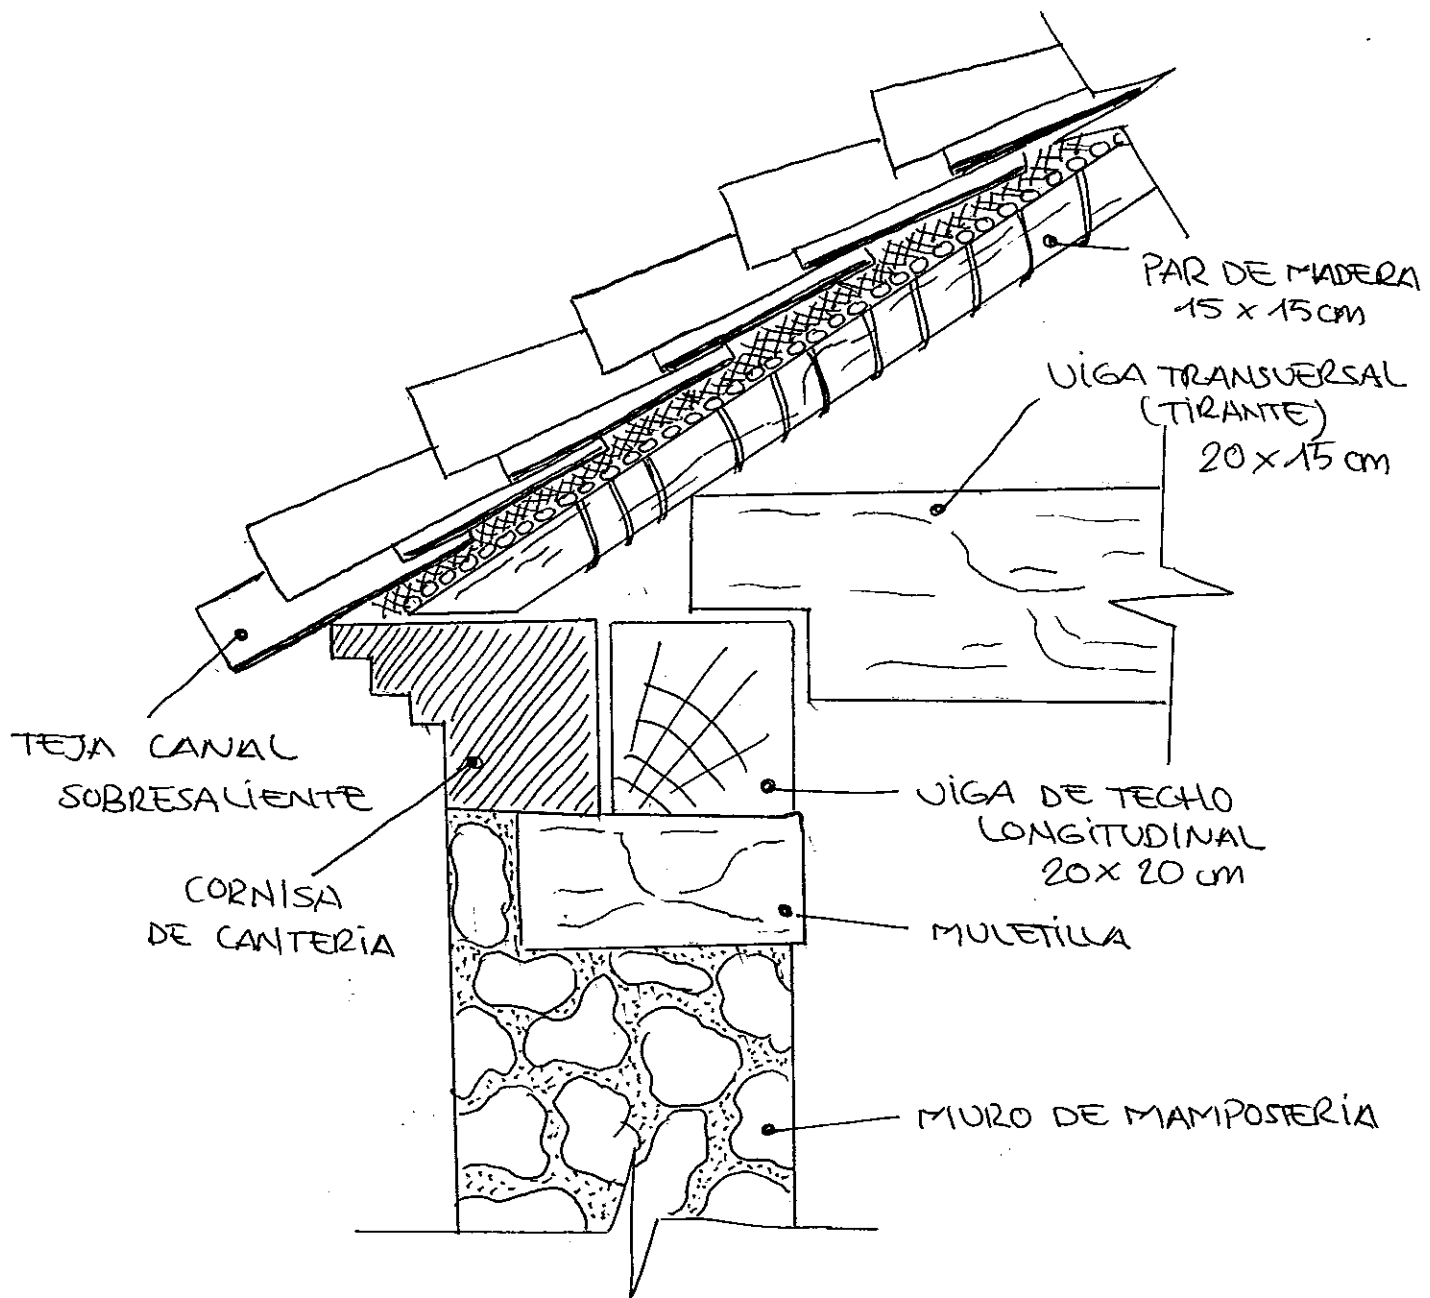 PAR DE MADERA
15 x 15 cm
VIGA TRANSVERSAL
(TIRANTE)
20 x 15 cm
TEJA CANAL
SOBRESALIENTE
VIGA DE TECHO
LONGITUDINAL
20 x 20 cm
CORNISA
DE CANTERIA
MULETILLA
MURO DE MAMPOSTERÍA